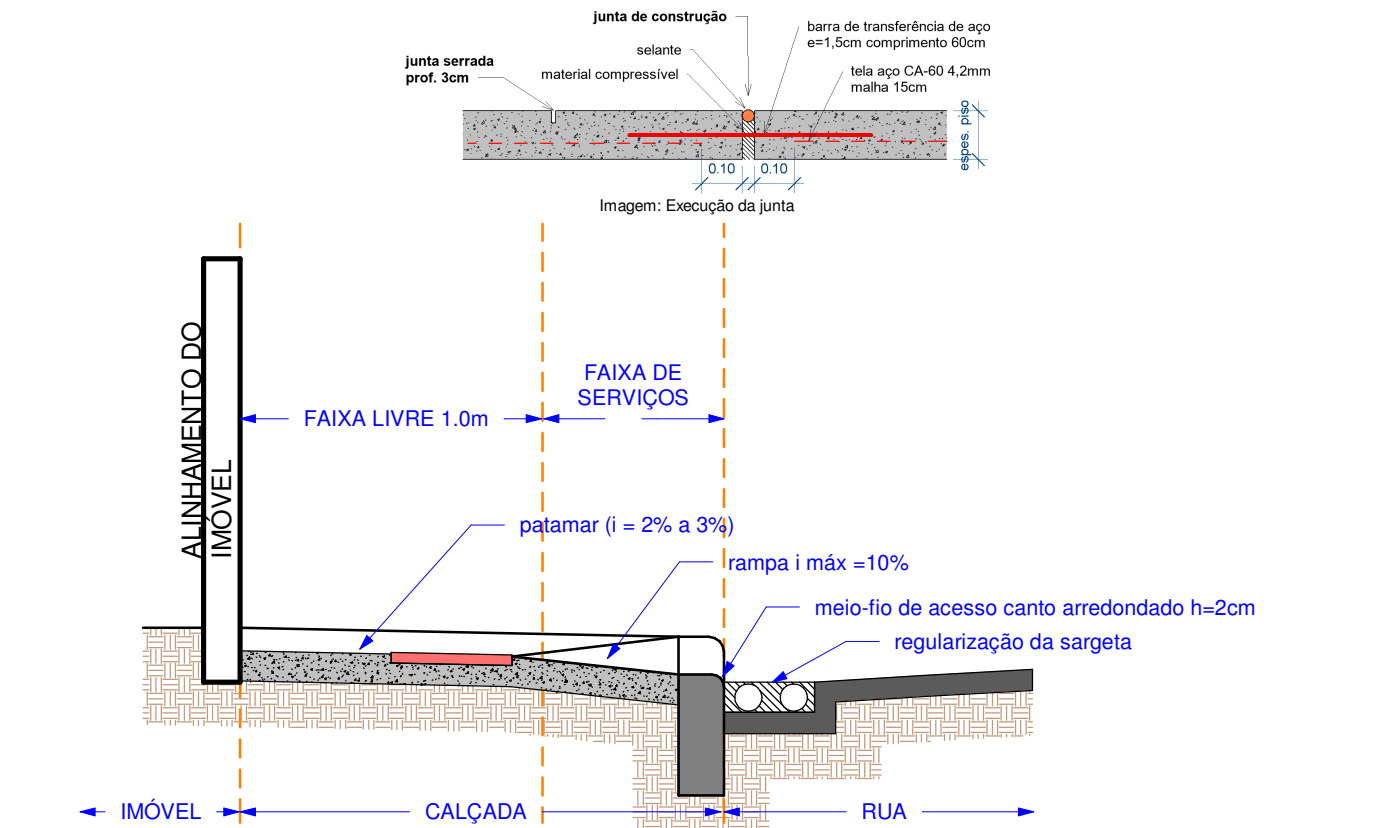 junta de construção
barra de transferência de aço
e=1,5cm comprimento 60cm
selante
junta serrada
prof. 3cm
material compressível
tela aço CA-60 4,2mm
malha 15cm
espes. piso
0.10
0.10
Imagem: Execução da junta
ALINHAMENTO DO
IMÓVEL
FAIXA LIVRE 1.0m
FAIXA DE
SERVIÇOS
patamar (i = 2% a 3%)
rampa i máx =10%
meio-fio de acesso canto arredondado h=2cm
regularização da sargeta
IMÓVEL
CALÇADA
RUA